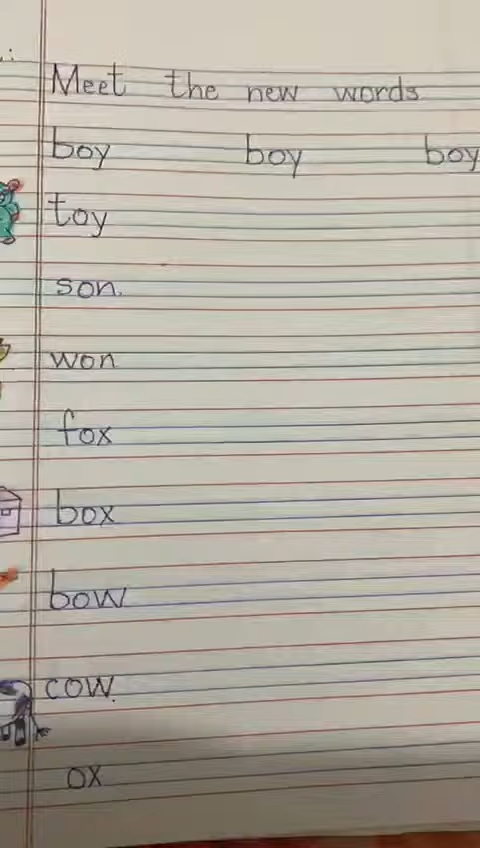 Meet the new words
boy boy boy
toy
son.
won
fox
box
bow
cow.
ox